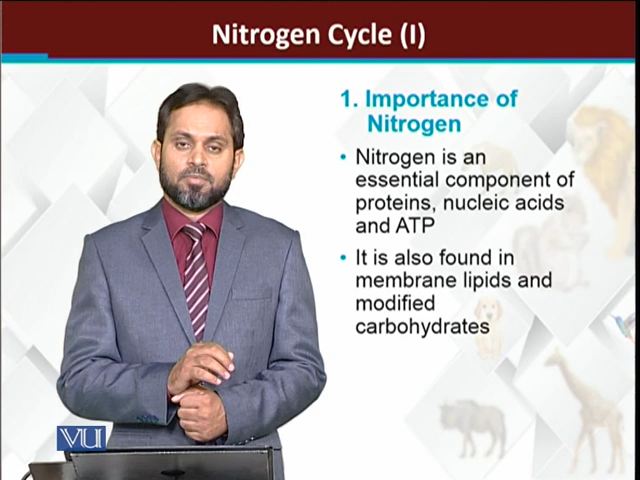 Nitrogen Cycle (I)
1. Importance of
Nitrogen
• Nitrogen is an
essential component of
proteins, nucleic acids
and ATP
• It is also found in
membrane lipids and
modified
carbohydrates
VU